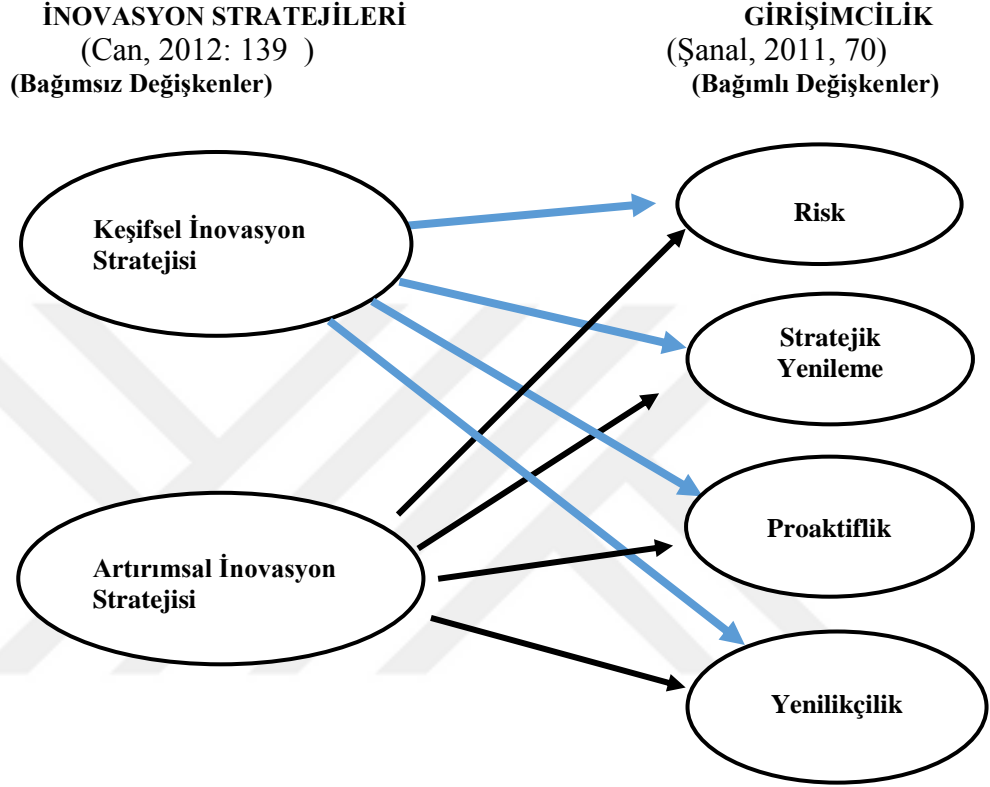 İNOVASYON STRATEJİLERİ
(Can, 2012: 139  )
(Bağımsız Değişkenler)
GİRİŞİMCİLİK
(Şanal, 2011, 70)
(Bağımlı Değişkenler)
Keşifsel İnovasyon
Stratejisi
Artırımsal İnovasyon
Stratejisi
Risk
Stratejik
Yenileme
Proaktiflik
Yenilikçilik